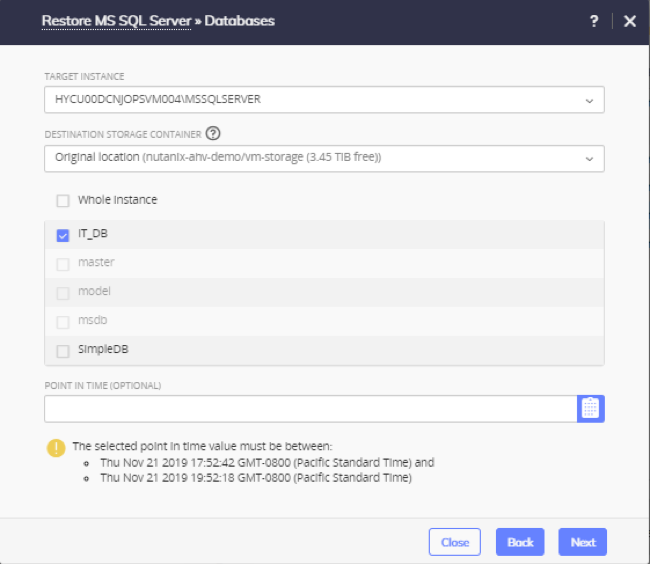 Restore MS SQL Server » Databases ? ×
TARGET INSTANCE
HYCU00DCNJOPSVM004\MSSQLSERVER
DESTINATION STORAGE CONTAINER ?
Original location (nutanix-ahv-demo/vm-storage (3.45 TiB free))
Whole Instance
IT_DB
master
model
msdb
SimpleDB
POINT IN TIME (OPTIONAL)
! The selected point in time value must be between:
Thu Nov 21 2019 17:52:42 GMT-0800 (Pacific Standard Time) and
Thu Nov 21 2019 19:52:18 GMT-0800 (Pacific Standard Time)
Close Back Next